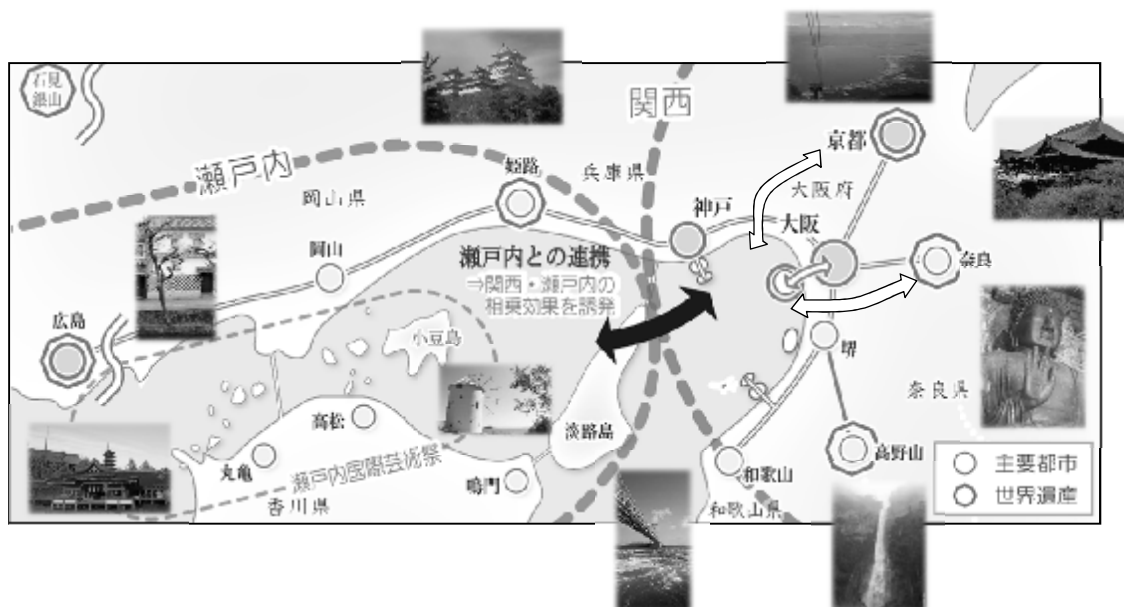 石見
銀山
関西
瀬戸内
京都
姫路
兵庫県
大阪府
岡山県
神戸
大阪
岡山
瀬戸内との連携
⇒関西・瀬戸内の
相乗効果を誘発
奈良
広島
小豆島
堺
奈良県
高松
淡路島
丸亀
瀬戸内国際芸術祭
鳴門
和歌山
高野山
香川県
和歌山県
主要都市
世界遺産